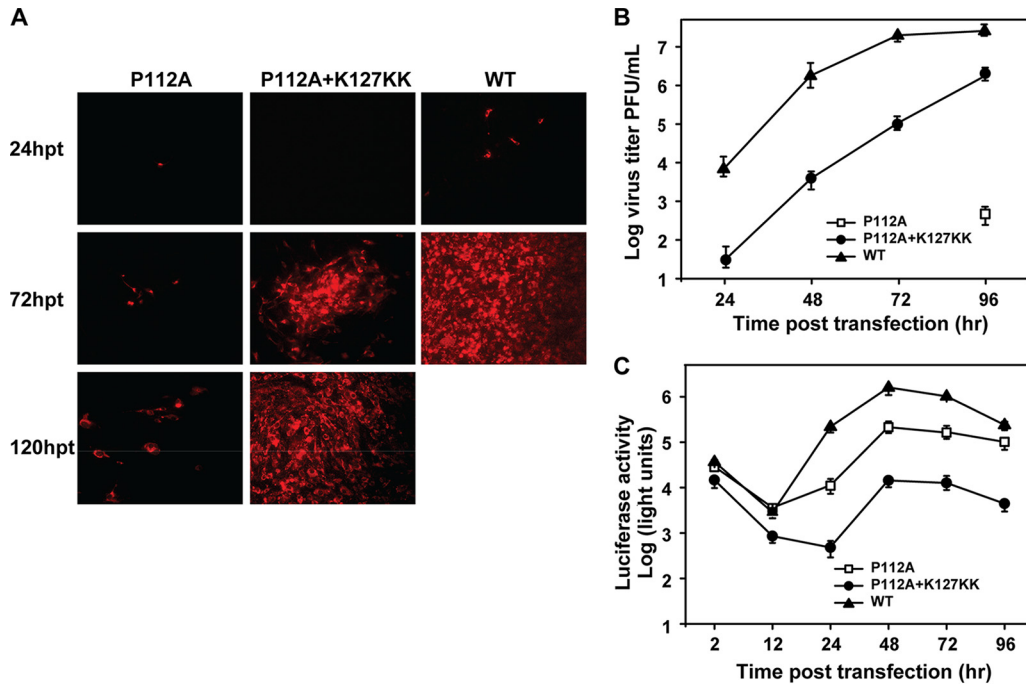 A
P112A P112A+K127KK WT
24hpt
72hpt
120hpt
B
Log virus titer PFU/mL
7
6
5
4
3
2
1
P112A
P112A+K127KK
WT
24 48 72 96
Time post transfection (hr)
C
Luciferase activity
Log (light units)
6
5
4
3
2
1
P112A
P112A+K127KK
WT
2 12 24 48 72 96
Time post transfection (hr)